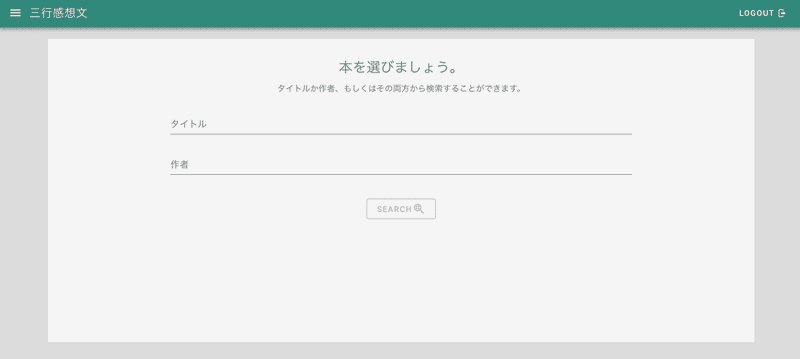 三行感想文
LOGOUT
本を選びましょう。
タイトルか作者、もしくはその両方から検索することができます。
タイトル
作者
SEARCH